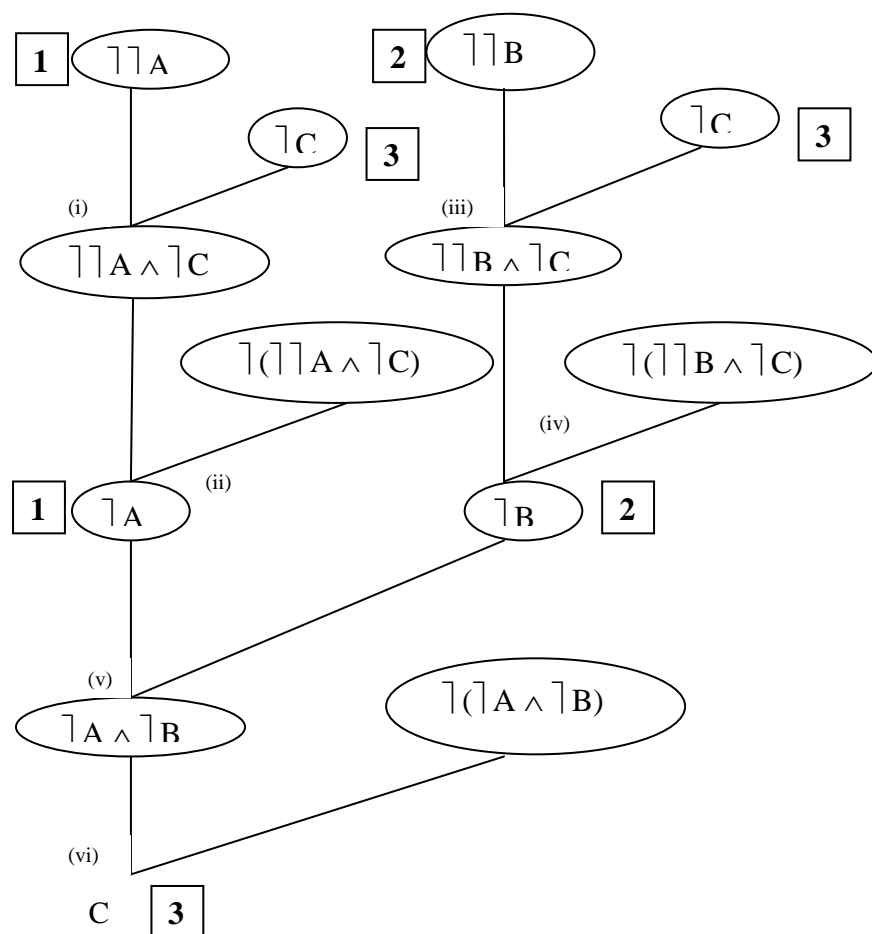 1 ⅂⅂A 2 ⅂⅂B
⅂C 3 ⅂C 3
(i) (iii)
⅂⅂A ∧ ⅂C ⅂⅂B ∧ ⅂C
⅂(⅂⅂A ∧ ⅂C) ⅂(⅂⅂B ∧ ⅂C)
(ii) (iv)
1 ⅂A ⅂B 2
(v)
⅂A ∧ ⅂B ⅂(⅂A ∧ ⅂B)
(vi)
C 3